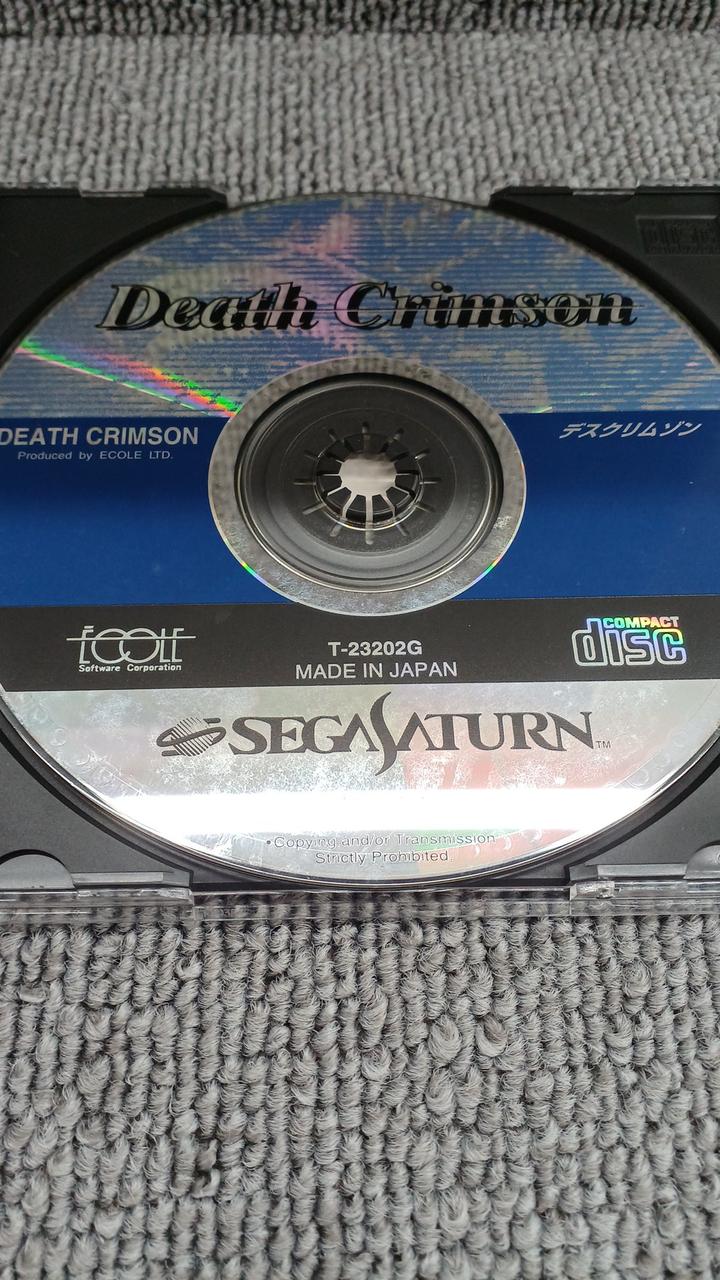 Death Crimson
DEATH CRIMSON
Produced by ECOLE LTD.
デスクリムゾン
ECOLE
Software Corporation
T-23202G
MADE IN JAPAN
COMPACT
disc
SEGA SATURN TM
•Copying and/or Transmission
Strictly Prohibited.